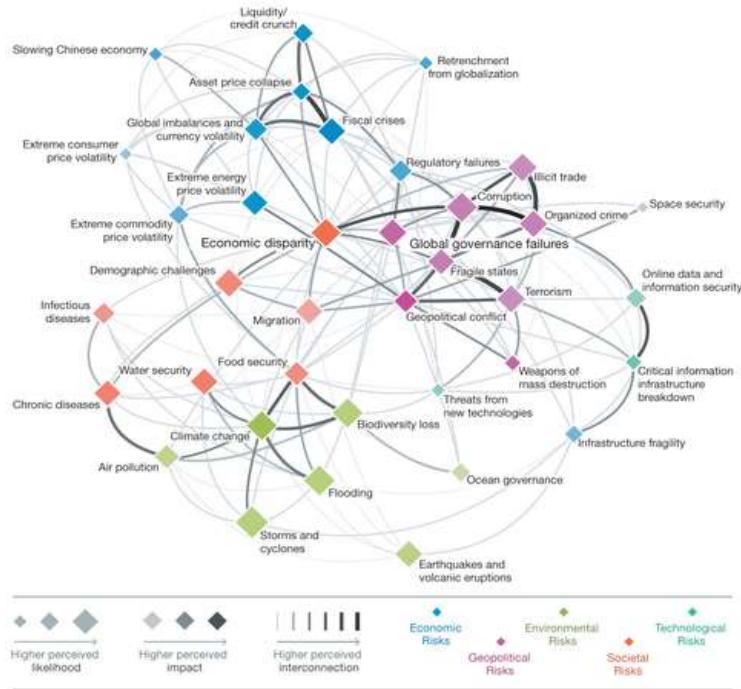 Liquidity/
credit crunch
Slowing Chinese economy
Retrenchment
from globalization
Asset price collapse
Global imbalances and
currency volatility
Fiscal crises
Extreme consumer
price volatility
Regulatory failures
Illicit trade
Extreme energy
price volatility
Corruption
Space security
Extreme commodity
price volatility
Organized crime
Economic disparity
Global governance failures
Demographic challenges
Fragile states
Online data and
information security
Terrorism
Infectious
diseases
Migration
Geopolitical conflict
Water security
Food security
Weapons of
mass destruction
Critical information
infrastructure
breakdown
Chronic diseases
Threats from
new technologies
Climate change
Biodiversity loss
Infrastructure fragility
Air pollution
Ocean governance
Flooding
Storms and
cyclones
Earthquakes and
volcanic eruptions
Higher perceived
likelihood
Higher perceived
impact
Higher perceived
interconnection
Economic
Risks
Geopolitical
Risks
Environmental
Risks
Societal
Risks
Technological
Risks